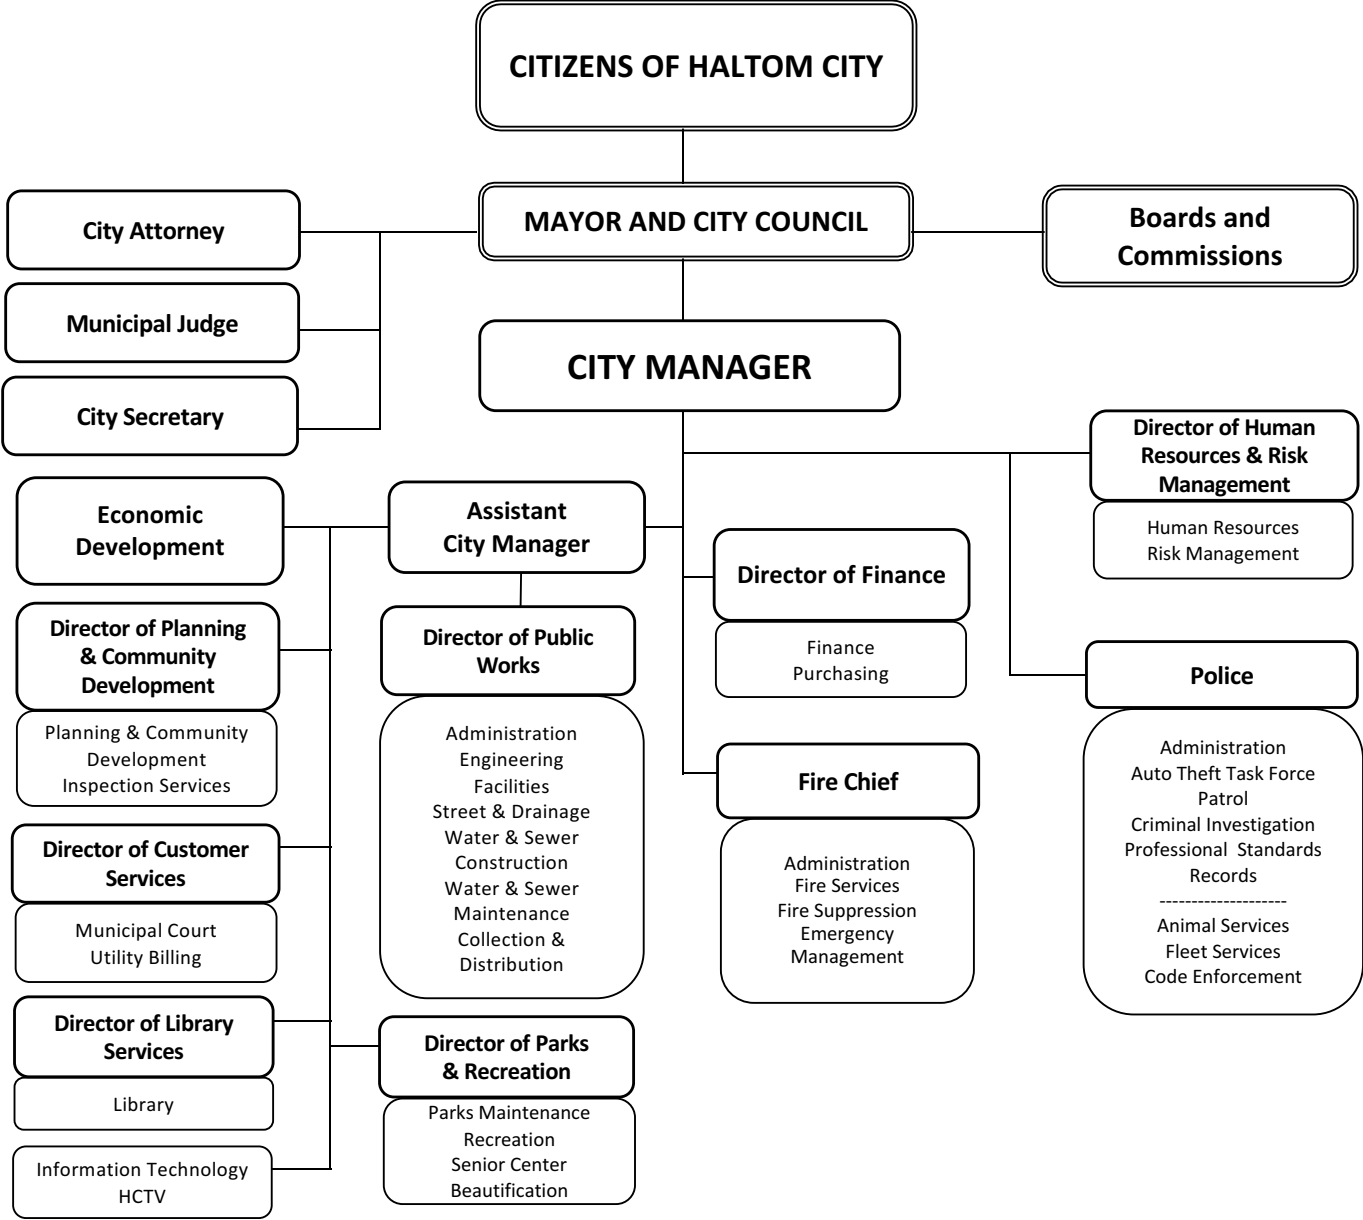 CITIZENS OF HALTOM CITY
MAYOR AND CITY COUNCIL
Boards and
Commissions
City Attorney
Municipal Judge
City Secretary
CITY MANAGER
Director of Human
Resources & Risk
Management
Human Resources
Risk Management
Economic
Development
Assistant
City Manager
Director of Finance
Finance
Purchasing
Director of Planning
& Community
Development
Planning & Community
Development
Inspection Services
Director of Public
Works
Administration
Engineering
Facilities
Street & Drainage
Water & Sewer
Construction
Water & Sewer
Maintenance
Collection &
Distribution
Police
Administration
Auto Theft Task Force
Patrol
Criminal Investigation
Professional Standards
Records
--------------------
Animal Services
Fleet Services
Code Enforcement
Fire Chief
Administration
Fire Services
Fire Suppression
Emergency
Management
Director of Customer
Services
Municipal Court
Utility Billing
Director of Library
Services
Library
Director of Parks
& Recreation
Parks Maintenance
Recreation
Senior Center
Beautification
Information Technology
HCTV